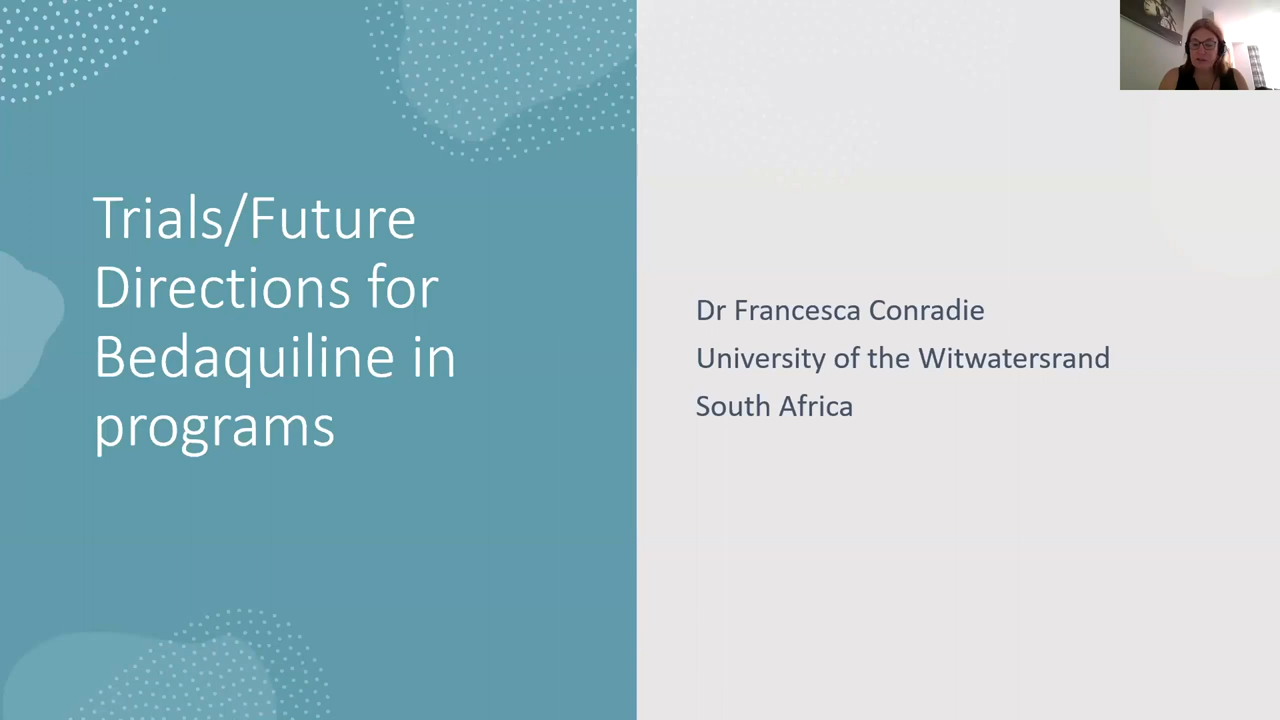 Trials/Future
Directions for
Bedaquiline in
programs
Dr Francesca Conradie
University of the Witwatersrand
South Africa